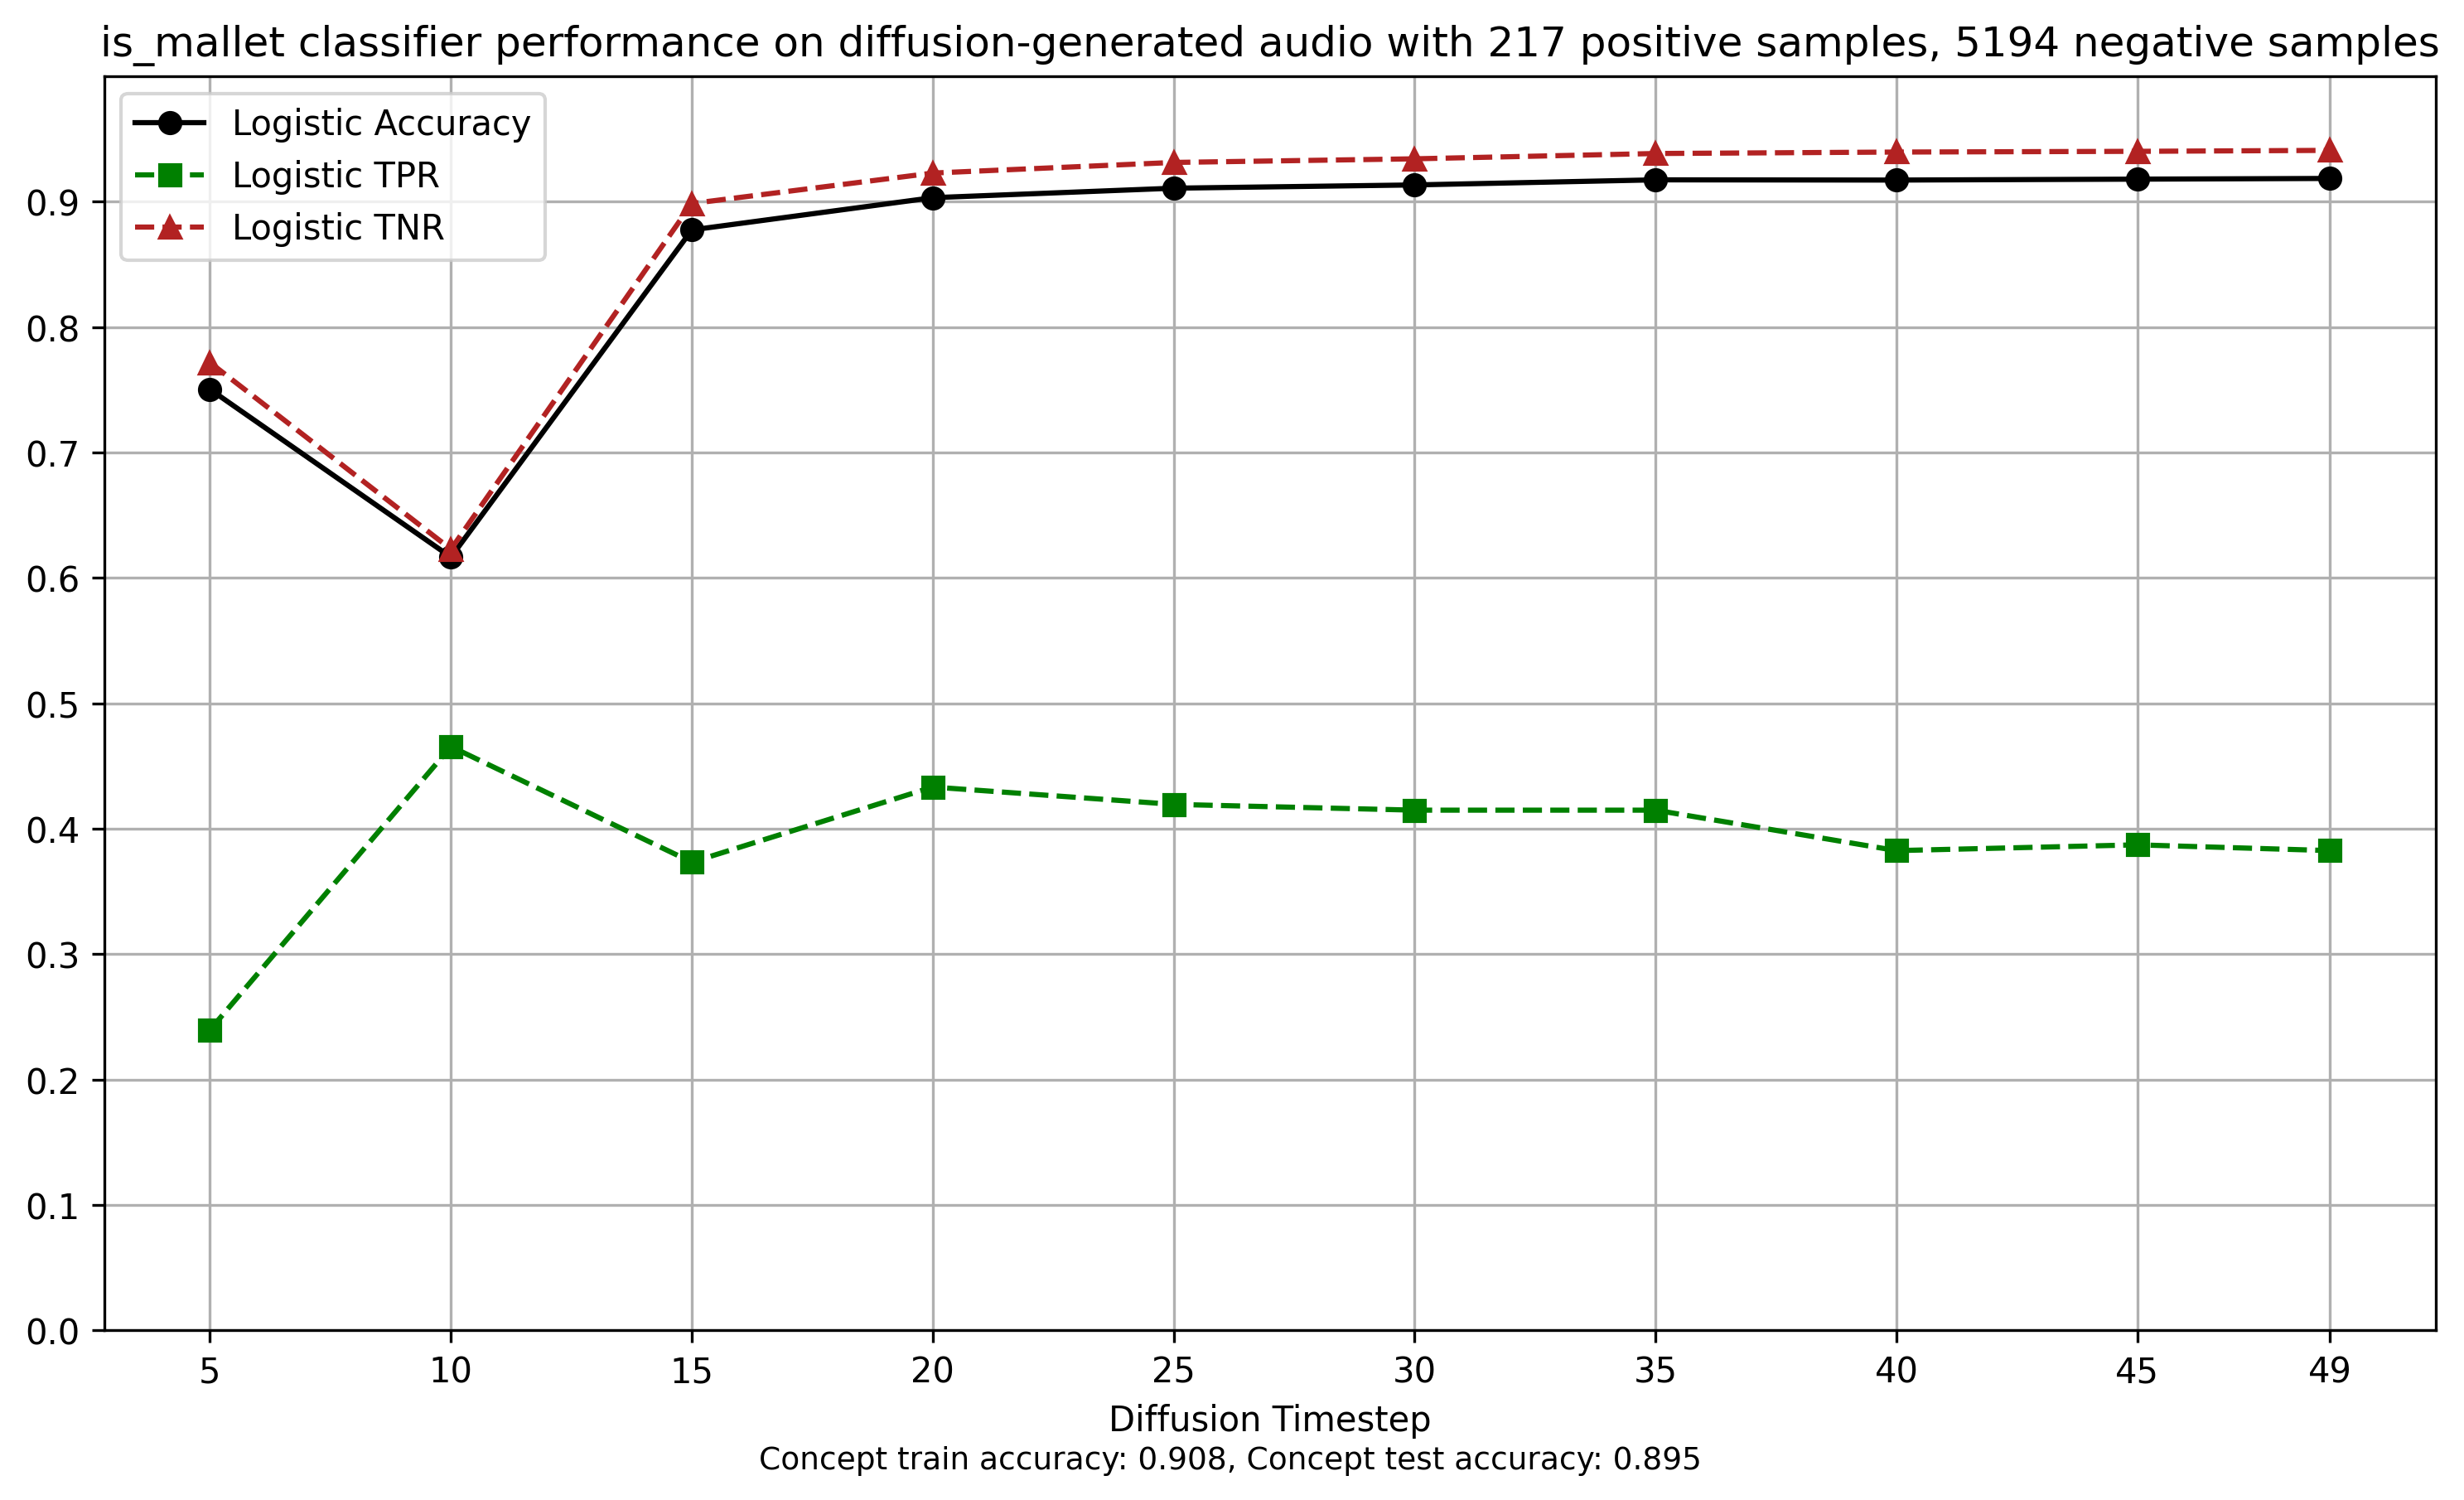 is_mallet classifier performance on diffusion-generated audio with 217 positive samples, 5194 negative samples
Logistic Accuracy
Logistic TPR
Logistic TNR
0.9
0.8
0.7
0.6
0.5
0.4
0.3
0.2
0.1
0.0
5 10 15 20 25 30 35 40 45 49
Diffusion Timestep
Concept train accuracy: 0.908, Concept test accuracy: 0.895